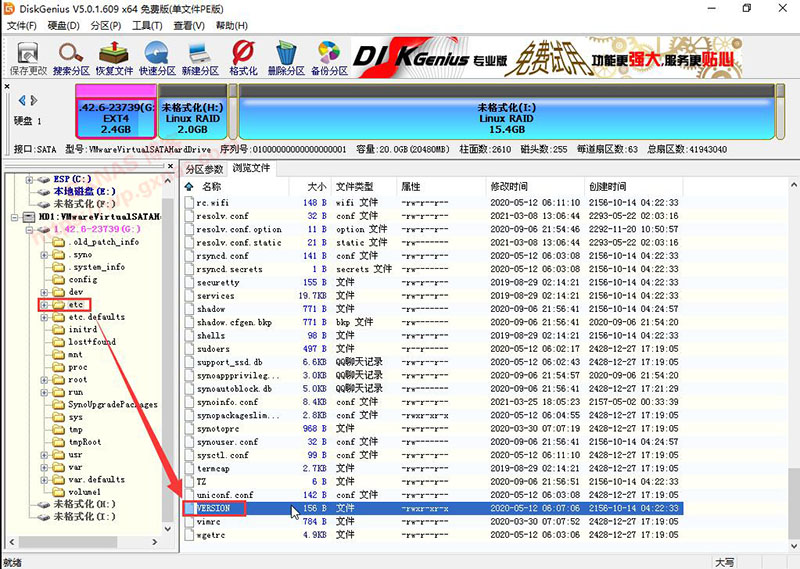 DiskGenius V5.0.1.609 x64 免费版(单文件PE版)
文件(F) 硬盘(D) 分区(P) 工具(T) 查看(V) 帮助(H)
保存更改 搜索分区 恢复文件 快速分区 新建分区 格式化 删除分区 备份分区
DISKGenius 专业版 免费试用 功能更强大,服务更贴心
硬盘 1
.42.6-23739(G:
EXT4
2.4GB
未格式化(H:)
Linux RAID
2.0GB
未格式化(I:)
Linux RAID
15.4GB
接口:SATA 型号:VMwareVirtualSATAHardDrive 序列号:01000000000000000001 容量:20.0GB(20480MB) 柱面数:2610 磁头数:255 每道扇区数:63 总扇区数:41943040
ESP(C:)
本地磁盘(E:)
未格式化(F:)
HD1:VMwareVirtualSATAH
1.42.6-23739(G:)
.old_patch_info
.syno
.system_info
config
dev
etc
etc.defaults
initrd
lost+found
mnt
proc
root
run
SynoUpgradePackages
sys
tmp
tmpRoot
usr
var
var.defaults
volume1
未格式化(H:)
未格式化(I:)
分区参数 浏览文件
名称 大小 文件类型 属性 修改时间 创建时间
rc.wifi 148 B wifi 文件 -rw-r--r-- 2020-05-12 06:11:10 2156-10-14 04:22:33
resolv.conf 32 B conf 文件 -rw-r--r-- 2021-03-08 13:06:44 2293-05-22 02:03:16
resolv.conf.option 11 B option 文件 -rw-r--r-- 2020-09-06 21:54:46 2292-11-20 10:50:57
resolv.conf.static 21 B static 文件 -rw-r--r-- 2021-03-08 13:06:44 2293-05-22 02:03:16
rsyncd.conf 141 B conf 文件 -rw-r--r-- 2020-05-12 06:03:08 2156-10-14 04:22:33
rsyncd.secrets 1 B secrets 文件 -rw------- 2020-05-12 06:03:08 2156-10-14 04:22:33
securetty 155 B 文件 -rw-r--r-- 2019-08-29 02:14:21 2156-10-14 04:22:33
services 19.7KB 文件 -rw-r--r-- 2019-08-29 02:14:21 2156-10-14 04:22:33
shadow 771 B 文件 -rw------- 2020-09-06 21:56:41 2156-10-14 04:24:57
shadow.cfgen.bkp 771 B bkp 文件 -rw------- 2020-09-06 21:54:47 2020-09-06 21:54:20
shells 98 B 文件 -rw-r--r-- 2019-08-29 02:14:21 2156-10-14 04:22:33
sudoers 497 B 文件 2020-05-12 06:02:17 2428-12-27 17:19:05
support_ssd.db 6.6KB QQ聊天记录 -rw-r--r-- 2020-05-12 06:02:43 2428-12-27 17:19:05
synoappprivileg... 3.0KB QQ聊天记录 2020-09-06 21:54:57 2020-09-06 21:54:20
synoautoblock.db 5.0KB QQ聊天记录 2020-09-06 21:56:41 2428-12-27 17:21:29
synoinfo.conf 8.4KB conf 文件 -rw-r--r-- 2021-03-25 18:05:23 2157-05-02 00:33:39
synopackageslim... 2.8KB conf 文件 -rwxr-xr-x 2020-05-12 06:04:55 2428-12-27 17:19:05
synotoprc 968 B 文件 -rw-r--r-- 2020-03-30 07:07:19 2428-12-27 17:19:05
synouser.conf 32 B conf 文件 2020-09-06 21:56:41 2156-10-14 04:24:57
sysctl.conf 99 B conf 文件 -rw-r--r-- 2020-05-12 06:03:08 2428-12-27 17:19:05
termcap 2.7KB 文件 -rw-r--r-- 2019-08-29 02:14:21 2156-10-14 04:22:33
TZ 6 B 文件 -rw-r--r-- 2020-09-06 21:56:51 2156-10-14 04:22:33
uniconf.conf 142 B conf 文件 -rw-r--r-- 2020-05-12 06:03:08 2428-12-27 17:19:05
VERSION 156 B 文件 -rwxr-xr-x 2020-05-12 06:07:06 2156-10-14 04:22:33
vimrc 784 B 文件 -rw-r--r-- 2020-03-30 07:07:52 2428-12-27 17:19:05
wgetrc 4.9KB 文件 -rw-r--r-- 2020-05-12 06:03:08 2156-10-14 04:22:33
就绪 大写